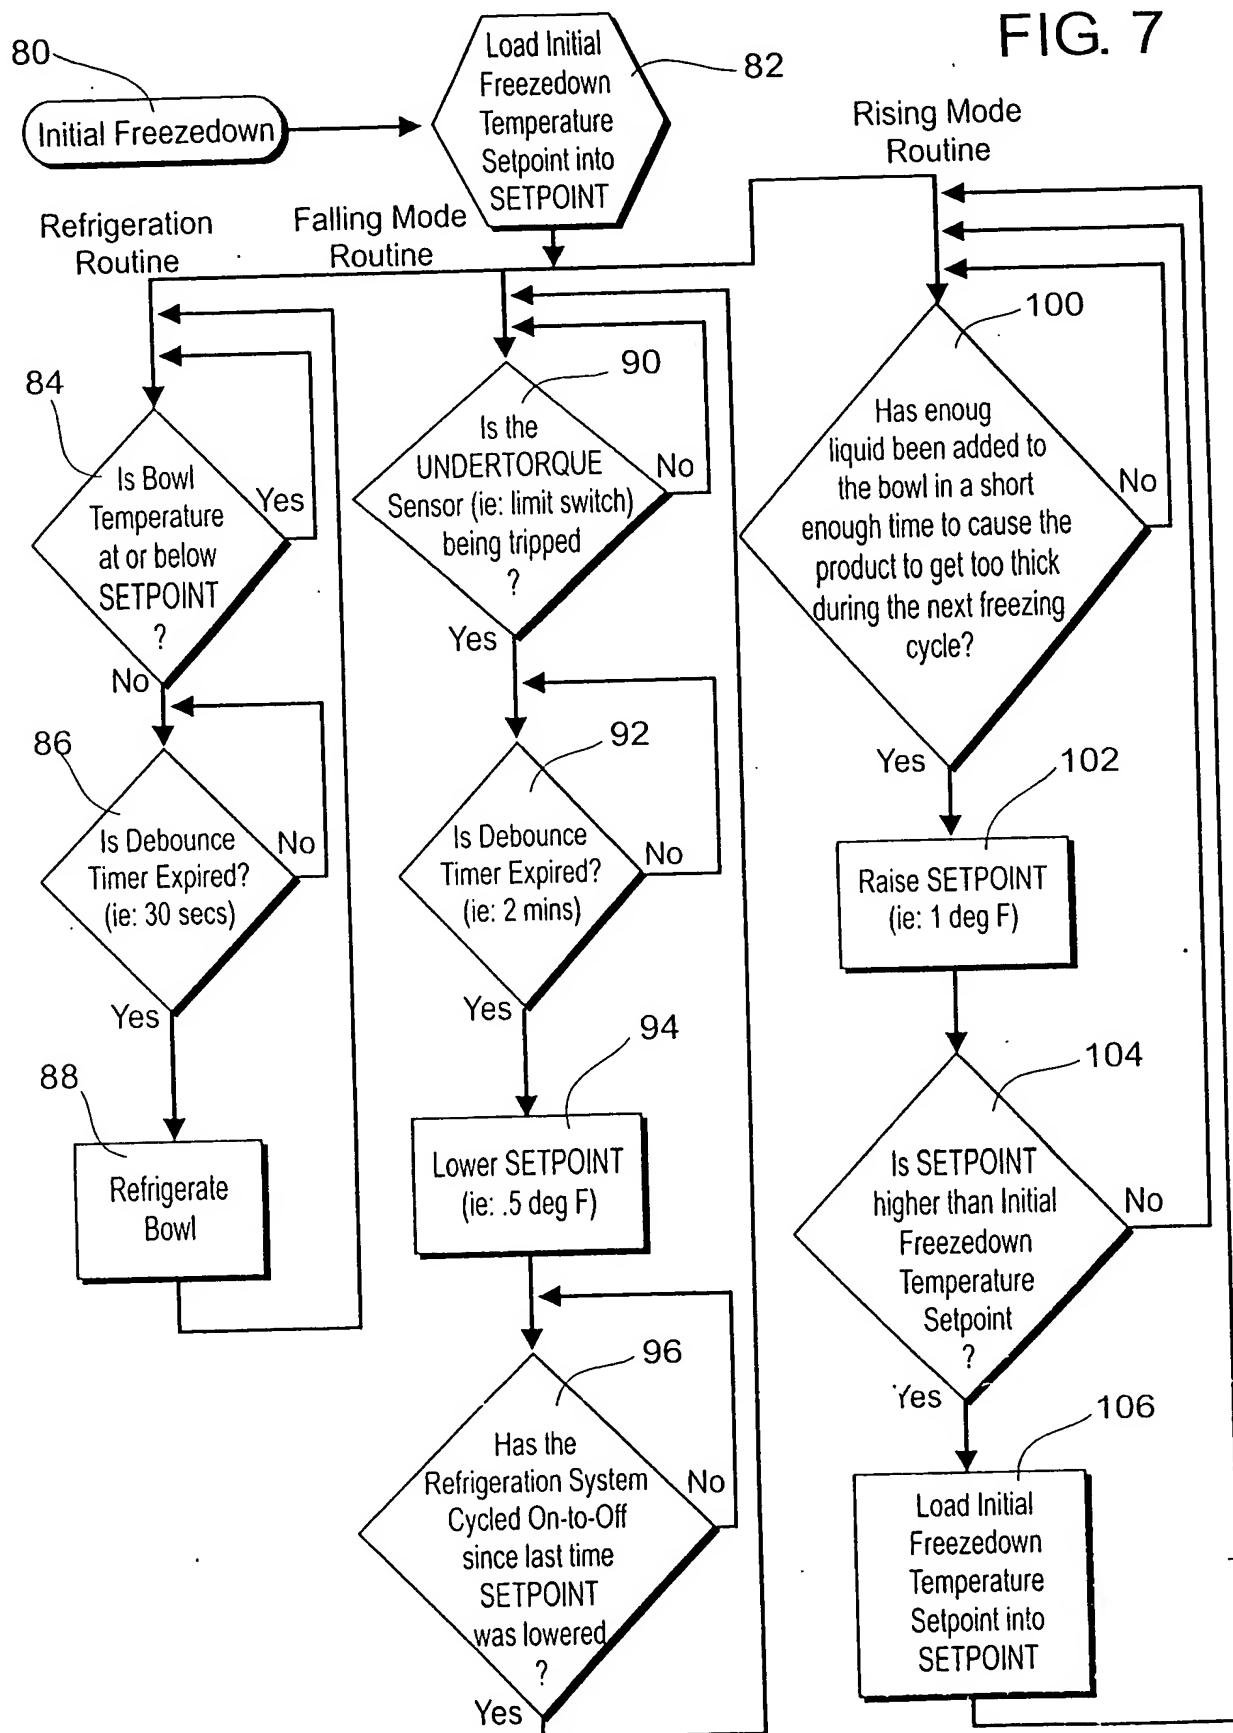 FIG. 7
80
Initial Freezedown
Load Initial
Freezedown
Temperature
Setpoint into
SETPOINT
82
Refrigeration
Routine
Falling Mode
Routine
Rising Mode
Routine
84
Is Bowl
Temperature
at or below
SETPOINT
?
Yes
No
86
Is Debounce
Timer Expired?
(ie: 30 secs)
No
Yes
88
Refrigerate
Bowl
90
Is the
UNDERTORQUE
Sensor (ie: limit switch)
being tripped
?
No
Yes
92
Is Debounce
Timer Expired?
(ie: 2 mins)
No
Yes
94
Lower SETPOINT
(ie: .5 deg F)
96
Has the
Refrigeration System
Cycled On-to-Off
since last time
SETPOINT
was lowered
?
No
Yes
100
Has enoug
liquid been added to
the bowl in a short
enough time to cause the
product to get too thick
during the next freezing
cycle?
No
Yes
102
Raise SETPOINT
(ie: 1 deg F)
104
Is SETPOINT
higher than Initial
Freezedown
Temperature
Setpoint
?
No
Yes
106
Load Initial
Freezedown
Temperature
Setpoint into
SETPOINT